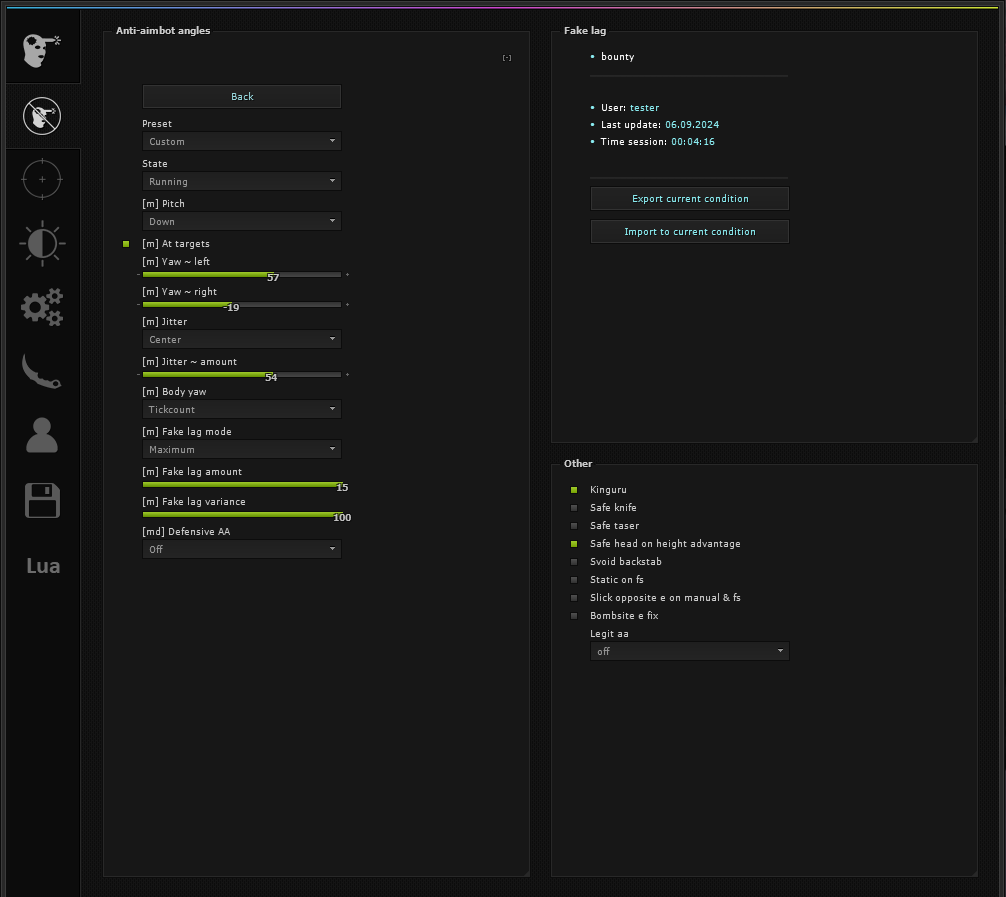 Anti-aimbot angles
[-]
Back
Preset
Custom
State
Running
[m] Pitch
Down
[m] At targets
[m] Yaw ~ left
- +
57
[m] Yaw ~ right
- +
-19
[m] Jitter
Center
[m] Jitter ~ amount
- +
54
[m] Body yaw
Tickcount
[m] Fake lag mode
Maximum
[m] Fake lag amount
15
[m] Fake lag variance
100
[md] Defensive AA
Off
Fake lag
• bounty
• User: tester
• Last update: 06.09.2024
• Time session: 00:04:16
Export current condition
Import to current condition
Other
Kinguru
Safe knife
Safe taser
Safe head on height advantage
Svoid backstab
Static on fs
Slick opposite e on manual & fs
Bombsite e fix
Legit aa
off
Lua